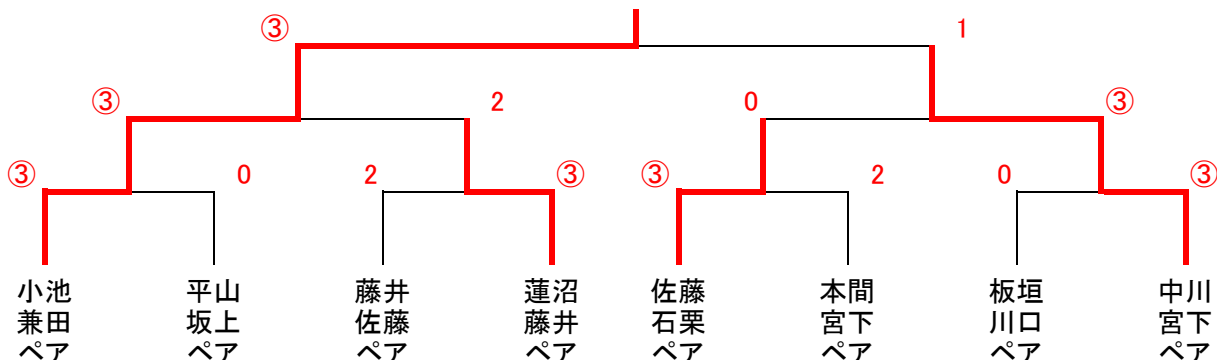 ③ 1
③ 2 0 ③
③ 0 2 ③ ③ 2 0 ③
小池 平山 藤井 蓮沼 佐藤 本間 板垣 中川
兼田 坂上 佐藤 藤井 石栗 宮下 川口 宮下
ペア ペア ペア ペア ペア ペア ペア ペア